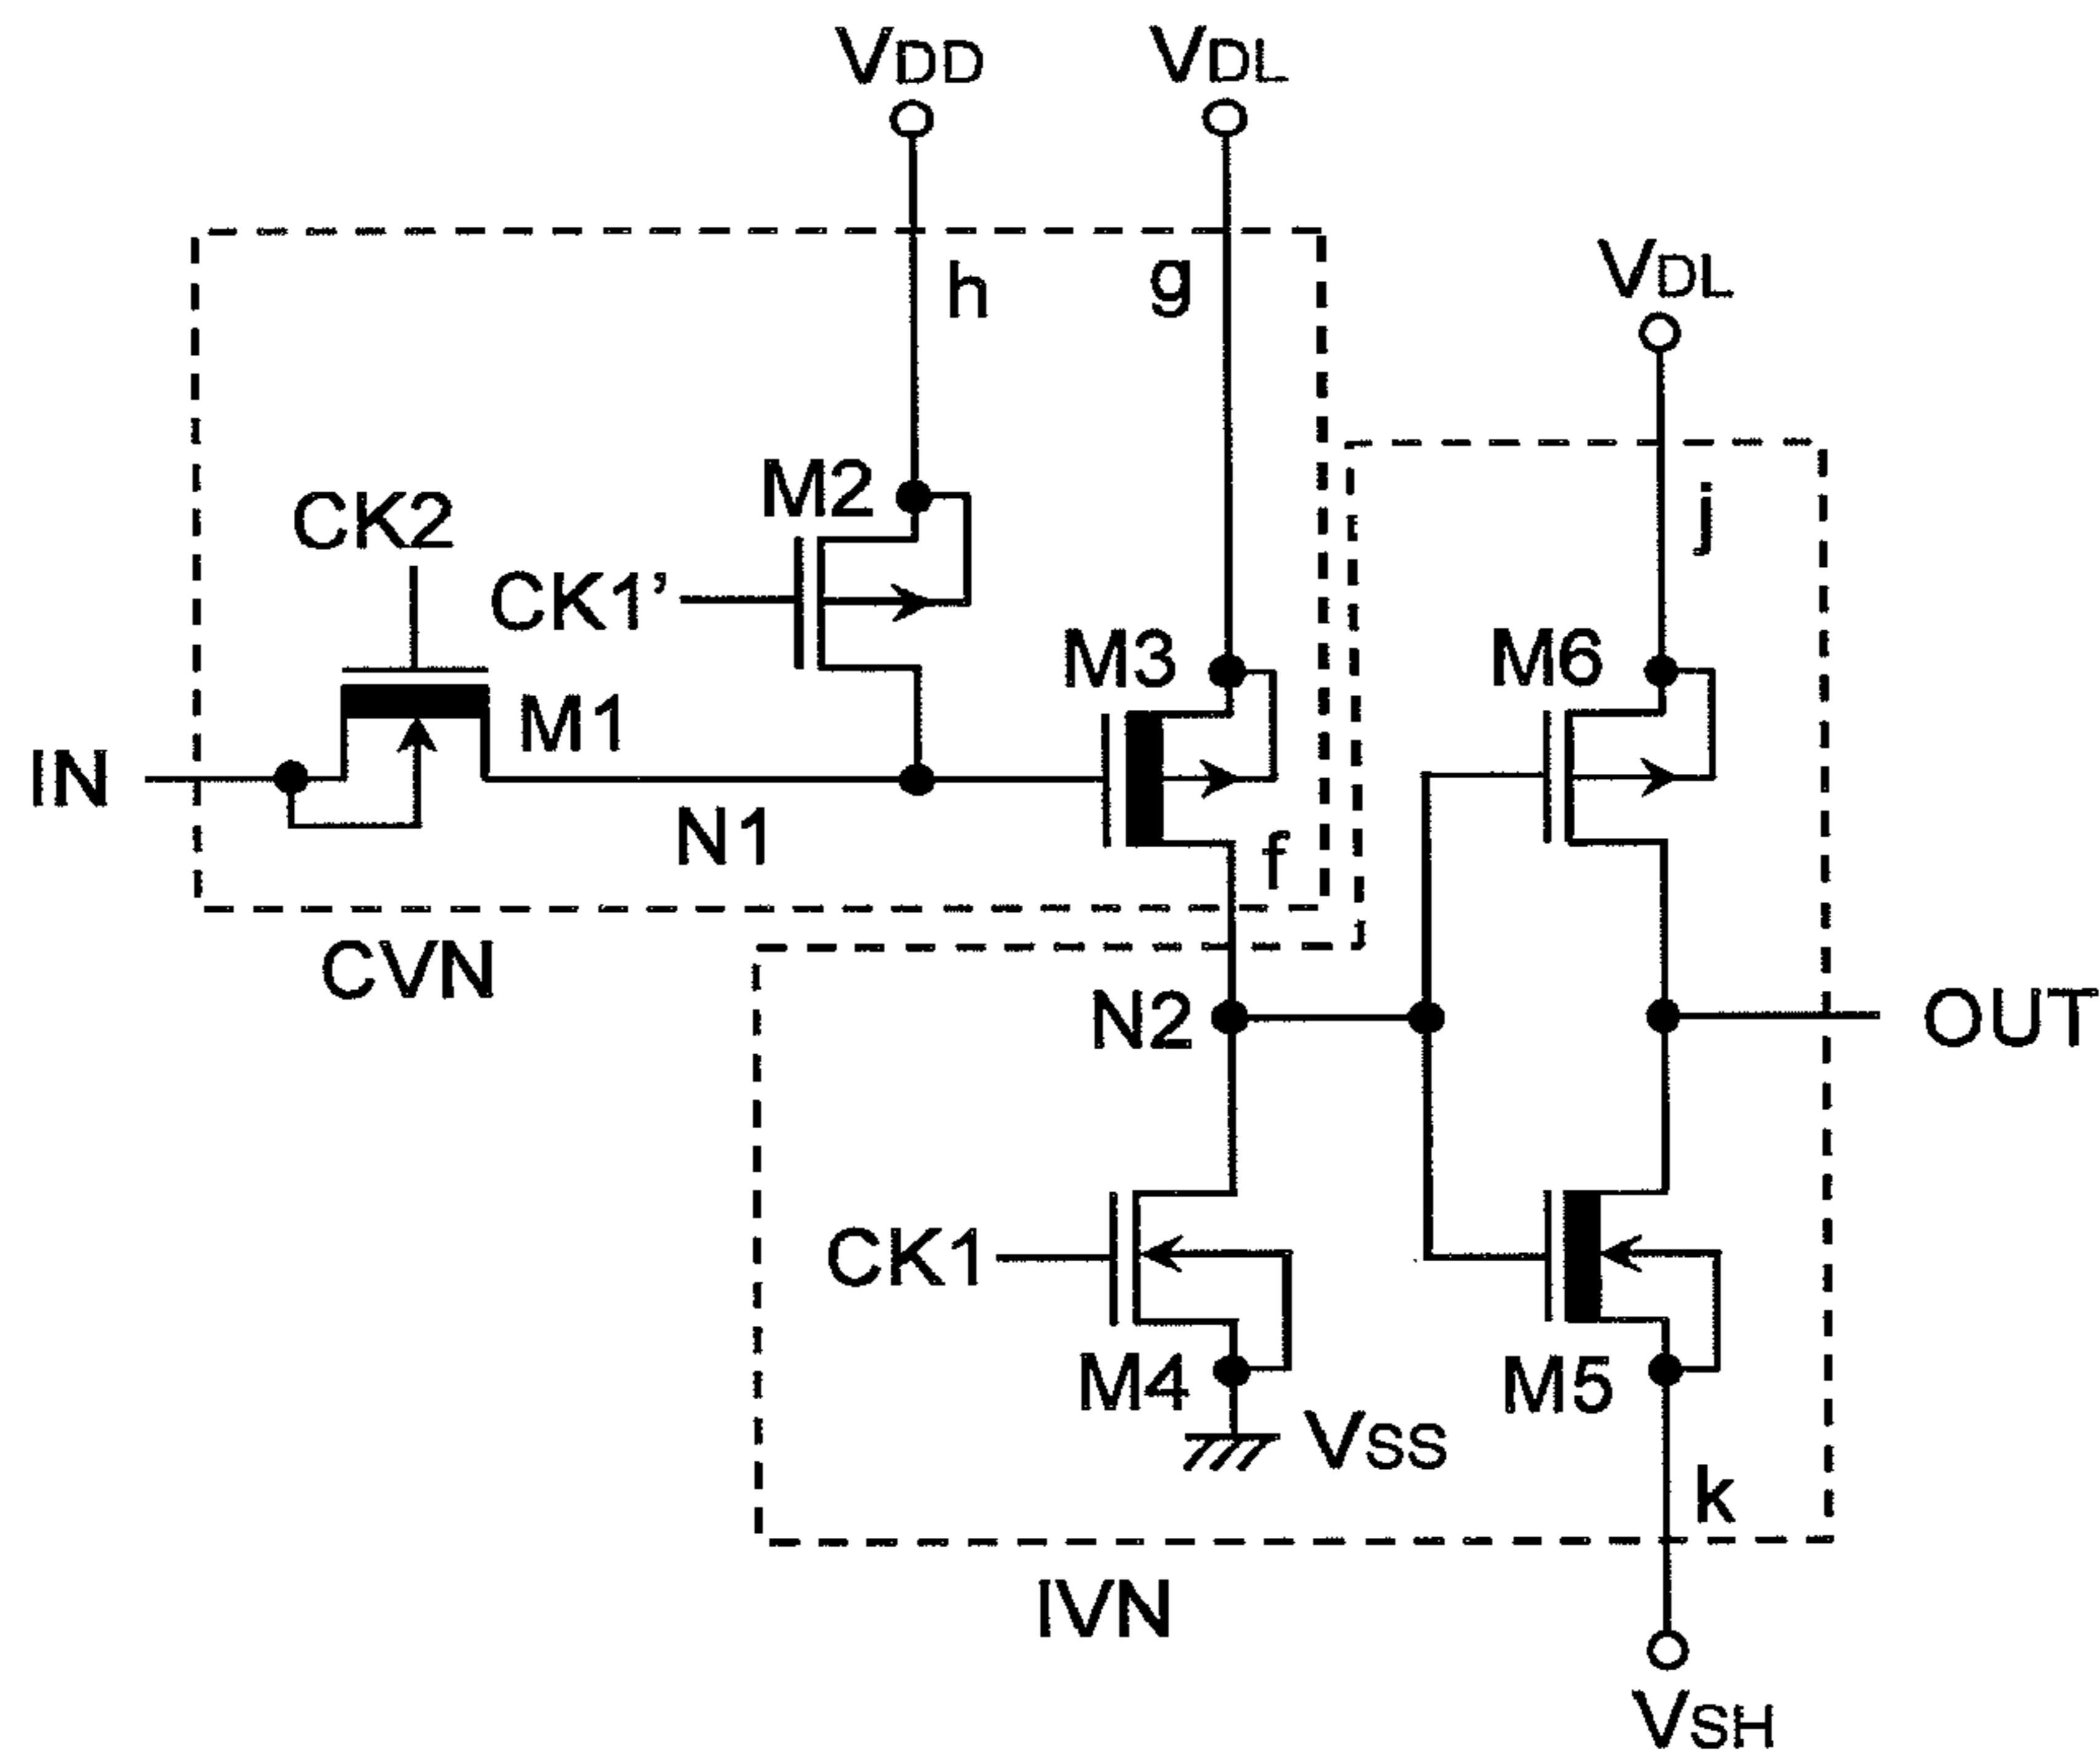 VDD
VDL
h
g
VDL
M2
j
CK2
CK1’
M3
M6
M1
IN
N1
f
CVN
N2
OUT
CK1
M4
M5
VSS
k
IVN
VSH